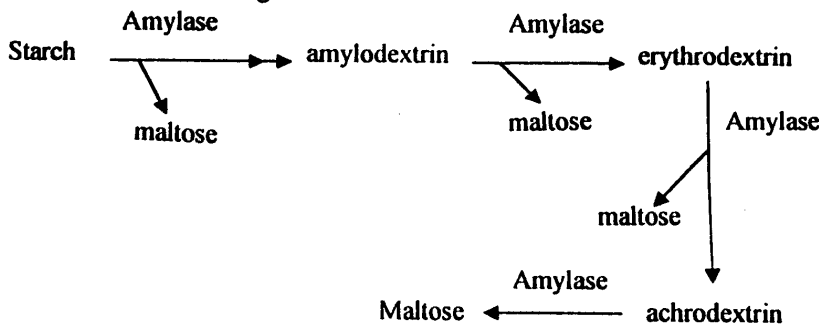 Amylase
Amylase
Starch
amylodextrin
erythrodextrin
maltose
maltose
Amylase
maltose
Amylase
Maltose
achrodextrin